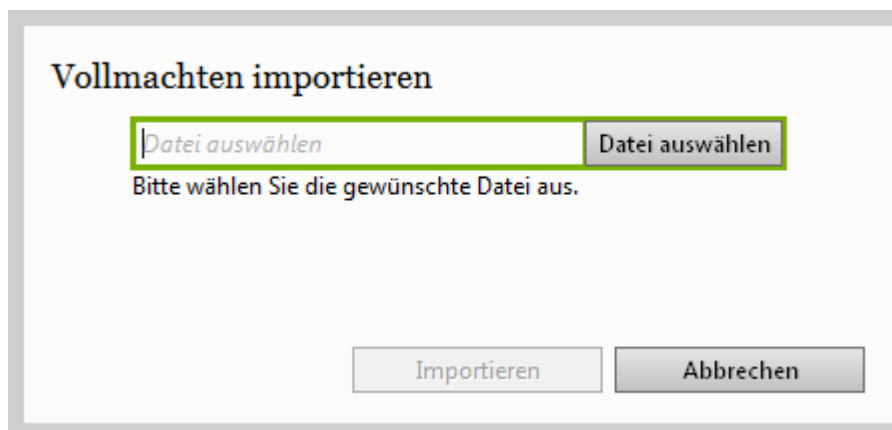 Vollmachten importieren
Datei auswählen Datei auswählen
Bitte wählen Sie die gewünschte Datei aus.
Importieren Abbrechen